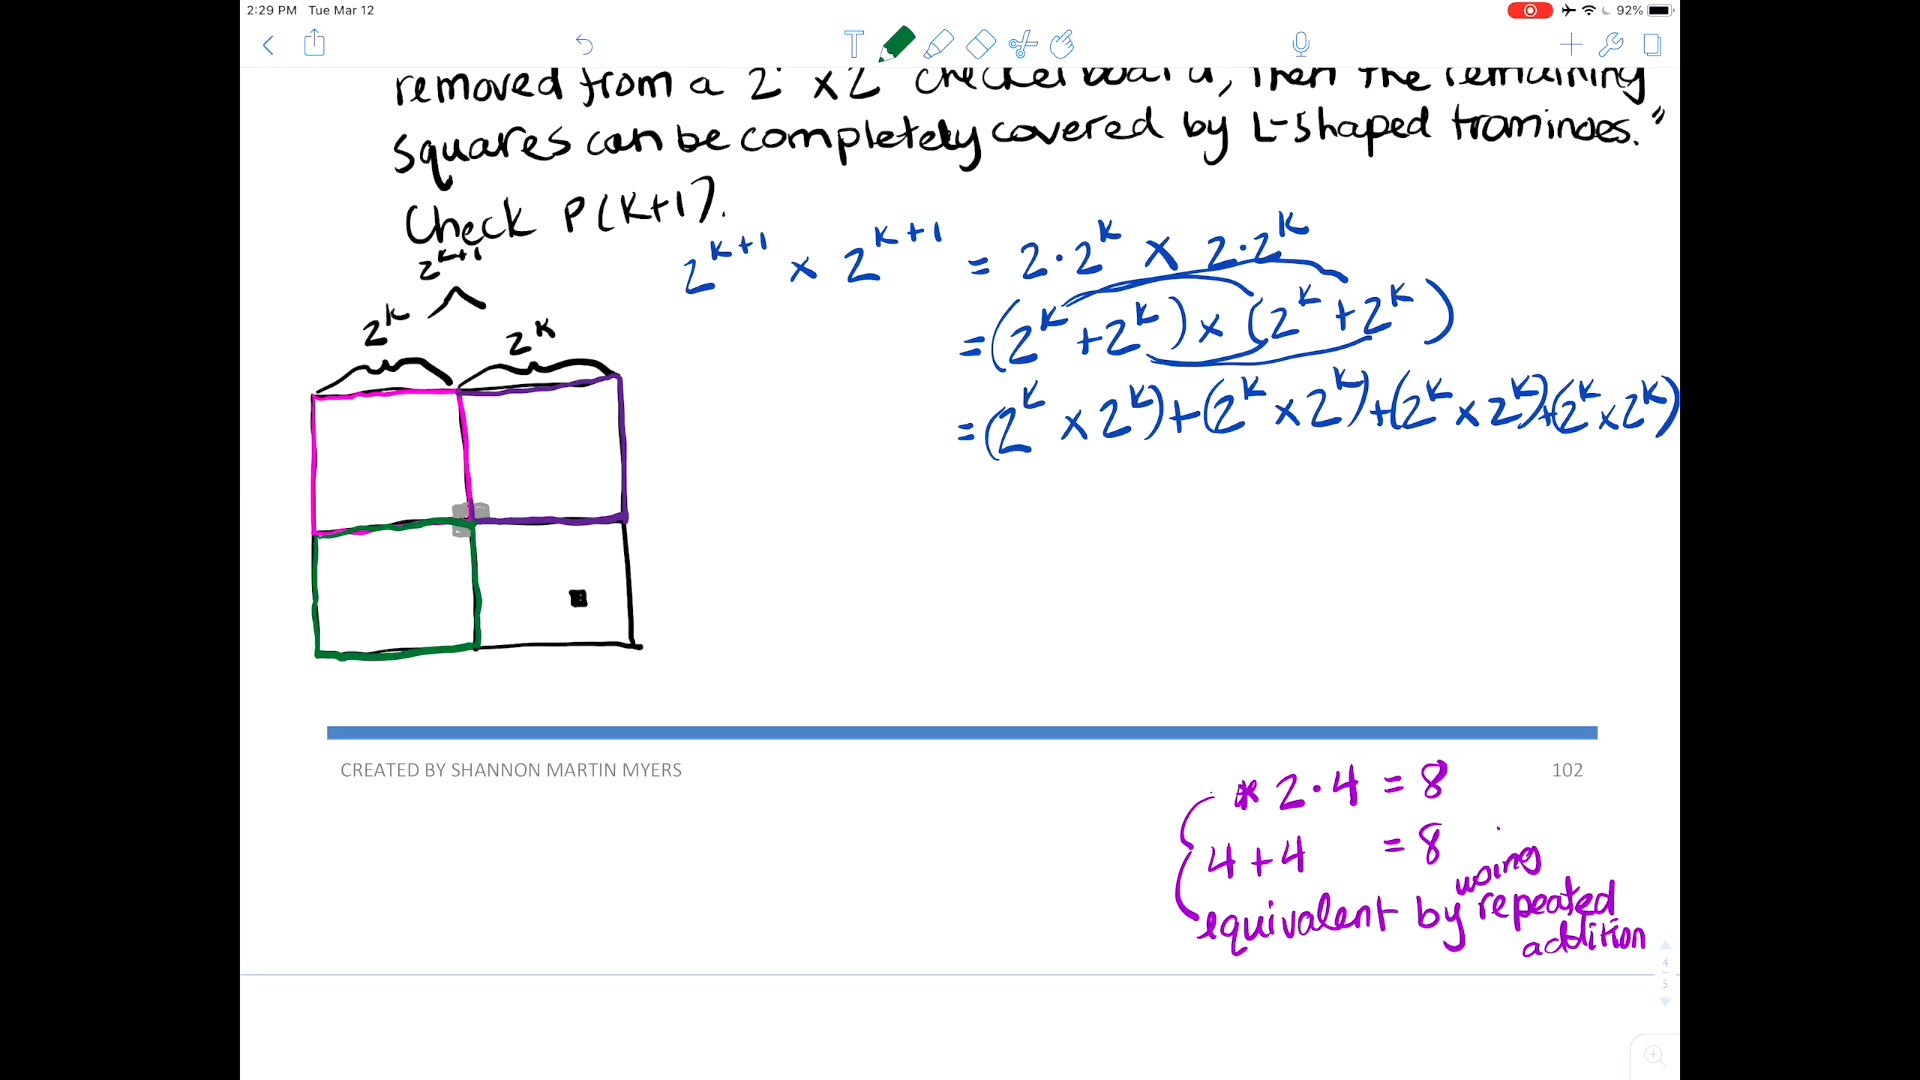 2:29 PM Tue Mar 12
92%
removed from a 2 x 2 checkerboard, then the remaining
squares can be completely covered by L-shaped trominoes."
Check P(K+1).
2^{K+1} x 2^{K+1} = 2·2^K x 2·2^K
= (2^K + 2^K) x (2^K + 2^K)
= (2^K x 2^K) + (2^K x 2^K) + (2^K x 2^K) + (2^K x 2^K)
2^{K+1}
2^K 2^K
CREATED BY SHANNON MARTIN MYERS 102
* 2·4 = 8
4+4 = 8
equivalent by using repeated
addition
4
5